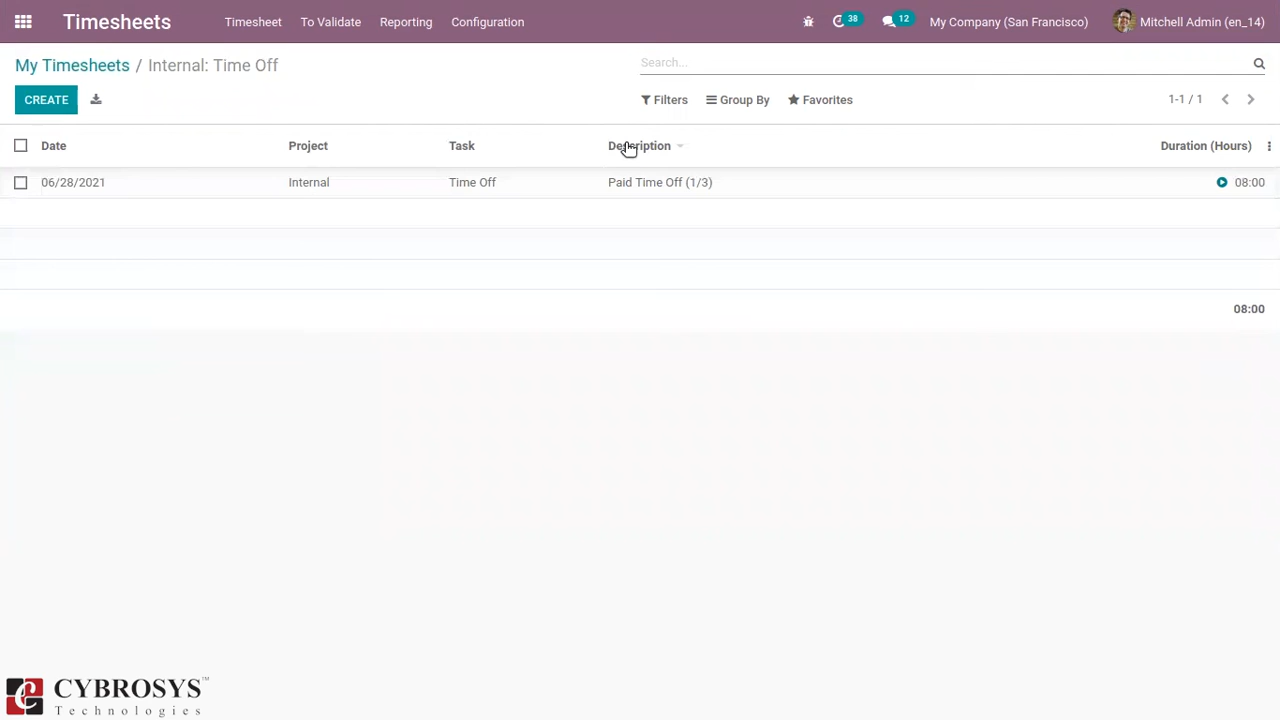 Timesheets Timesheet To Validate Reporting Configuration 38 12 My Company (San Francisco) Mitchell Admin (en_14)
My Timesheets / Internal: Time Off Search...
CREATE Filters Group By Favorites 1-1 / 1
Date Project Task Description Duration (Hours)
06/28/2021 Internal Time Off Paid Time Off (1/3) 08:00
08:00
CYBROSYS™
Technologies